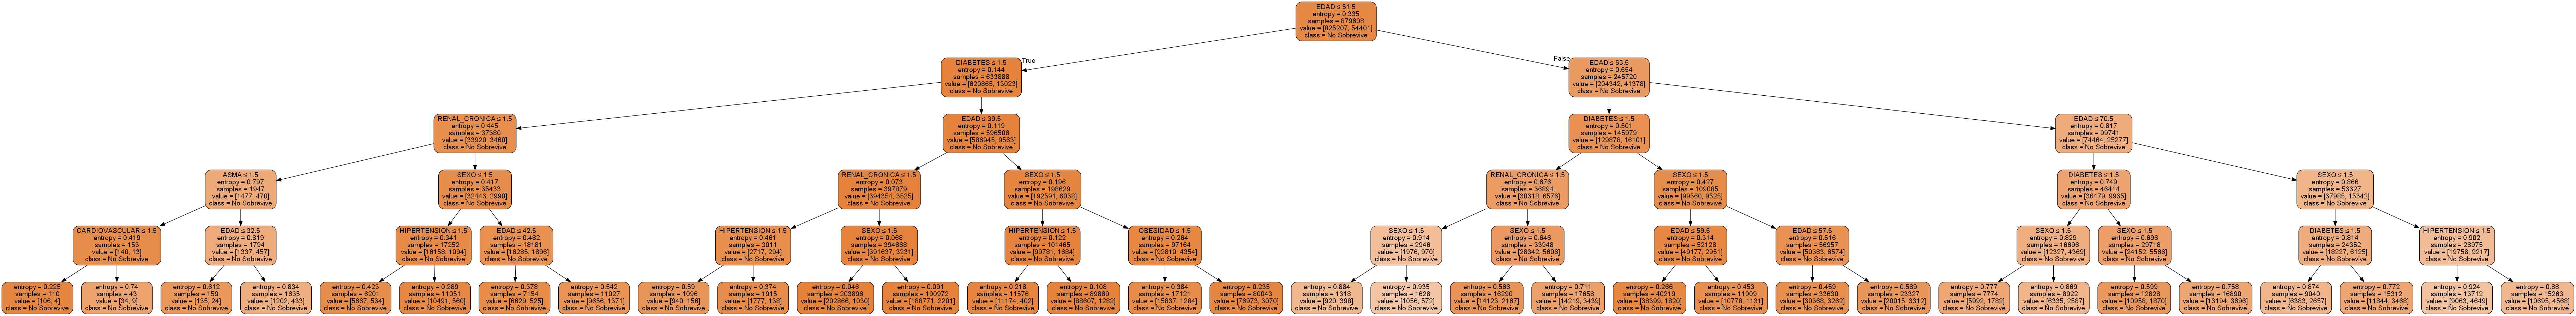 EDAD ≤ 51.5
entropy = 0.335
samples = 879608
value = [825207, 54401]
class = No Sobrevive
True
False
DIABETES ≤ 1.5
entropy = 0.144
samples = 633888
value = [620865, 13023]
class = No Sobrevive
EDAD ≤ 63.5
entropy = 0.654
samples = 245720
value = [204342, 41378]
class = No Sobrevive
RENAL_CRONICA ≤ 1.5
entropy = 0.445
samples = 37380
value = [33920, 3460]
class = No Sobrevive
EDAD ≤ 39.5
entropy = 0.119
samples = 596508
value = [586945, 9563]
class = No Sobrevive
DIABETES ≤ 1.5
entropy = 0.501
samples = 145979
value = [129878, 16101]
class = No Sobrevive
EDAD ≤ 70.5
entropy = 0.817
samples = 99741
value = [74464, 25277]
class = No Sobrevive
ASMA ≤ 1.5
entropy = 0.797
samples = 1947
value = [1477, 470]
class = No Sobrevive
SEXO ≤ 1.5
entropy = 0.417
samples = 35433
value = [32443, 2990]
class = No Sobrevive
RENAL_CRONICA ≤ 1.5
entropy = 0.073
samples = 397879
value = [394354, 3525]
class = No Sobrevive
SEXO ≤ 1.5
entropy = 0.196
samples = 198629
value = [192591, 6038]
class = No Sobrevive
RENAL_CRONICA ≤ 1.5
entropy = 0.676
samples = 36894
value = [30318, 6576]
class = No Sobrevive
SEXO ≤ 1.5
entropy = 0.427
samples = 109085
value = [99560, 9525]
class = No Sobrevive
DIABETES ≤ 1.5
entropy = 0.749
samples = 46414
value = [36479, 9935]
class = No Sobrevive
SEXO ≤ 1.5
entropy = 0.866
samples = 53327
value = [37985, 15342]
class = No Sobrevive
CARDIOVASCULAR ≤ 1.5
entropy = 0.419
samples = 153
value = [140, 13]
class = No Sobrevive
EDAD ≤ 32.5
entropy = 0.819
samples = 1794
value = [1337, 457]
class = No Sobrevive
HIPERTENSION ≤ 1.5
entropy = 0.341
samples = 17252
value = [16158, 1094]
class = No Sobrevive
EDAD ≤ 42.5
entropy = 0.482
samples = 18181
value = [16285, 1896]
class = No Sobrevive
HIPERTENSION ≤ 1.5
entropy = 0.461
samples = 3011
value = [2717, 294]
class = No Sobrevive
SEXO ≤ 1.5
entropy = 0.068
samples = 394868
value = [391637, 3231]
class = No Sobrevive
HIPERTENSION ≤ 1.5
entropy = 0.122
samples = 101465
value = [99781, 1684]
class = No Sobrevive
OBESIDAD ≤ 1.5
entropy = 0.264
samples = 97164
value = [92810, 4354]
class = No Sobrevive
SEXO ≤ 1.5
entropy = 0.914
samples = 2946
value = [1976, 970]
class = No Sobrevive
SEXO ≤ 1.5
entropy = 0.646
samples = 33948
value = [28342, 5606]
class = No Sobrevive
EDAD ≤ 59.5
entropy = 0.314
samples = 52128
value = [49177, 2951]
class = No Sobrevive
EDAD ≤ 57.5
entropy = 0.516
samples = 56957
value = [50383, 6574]
class = No Sobrevive
SEXO ≤ 1.5
entropy = 0.829
samples = 16696
value = [12327, 4369]
class = No Sobrevive
SEXO ≤ 1.5
entropy = 0.696
samples = 29718
value = [24152, 5566]
class = No Sobrevive
DIABETES ≤ 1.5
entropy = 0.814
samples = 24352
value = [18227, 6125]
class = No Sobrevive
HIPERTENSION ≤ 1.5
entropy = 0.902
samples = 28975
value = [19758, 9217]
class = No Sobrevive
entropy = 0.225
samples = 110
value = [106, 4]
class = No Sobrevive
entropy = 0.74
samples = 43
value = [34, 9]
class = No Sobrevive
entropy = 0.612
samples = 159
value = [135, 24]
class = No Sobrevive
entropy = 0.834
samples = 1635
value = [1202, 433]
class = No Sobrevive
entropy = 0.423
samples = 6201
value = [5667, 534]
class = No Sobrevive
entropy = 0.289
samples = 11051
value = [10491, 560]
class = No Sobrevive
entropy = 0.378
samples = 7154
value = [6629, 525]
class = No Sobrevive
entropy = 0.542
samples = 11027
value = [9656, 1371]
class = No Sobrevive
entropy = 0.59
samples = 1096
value = [940, 156]
class = No Sobrevive
entropy = 0.374
samples = 1915
value = [1777, 138]
class = No Sobrevive
entropy = 0.046
samples = 203896
value = [202866, 1030]
class = No Sobrevive
entropy = 0.091
samples = 190972
value = [188771, 2201]
class = No Sobrevive
entropy = 0.218
samples = 11576
value = [11174, 402]
class = No Sobrevive
entropy = 0.108
samples = 89889
value = [88607, 1282]
class = No Sobrevive
entropy = 0.384
samples = 17121
value = [15837, 1284]
class = No Sobrevive
entropy = 0.235
samples = 80043
value = [76973, 3070]
class = No Sobrevive
entropy = 0.884
samples = 1318
value = [920, 398]
class = No Sobrevive
entropy = 0.935
samples = 1628
value = [1056, 572]
class = No Sobrevive
entropy = 0.566
samples = 16290
value = [14123, 2167]
class = No Sobrevive
entropy = 0.711
samples = 17658
value = [14219, 3439]
class = No Sobrevive
entropy = 0.266
samples = 40219
value = [38399, 1820]
class = No Sobrevive
entropy = 0.453
samples = 11909
value = [10778, 1131]
class = No Sobrevive
entropy = 0.459
samples = 33630
value = [30368, 3262]
class = No Sobrevive
entropy = 0.589
samples = 23327
value = [20015, 3312]
class = No Sobrevive
entropy = 0.777
samples = 7774
value = [5992, 1782]
class = No Sobrevive
entropy = 0.869
samples = 8922
value = [6335, 2587]
class = No Sobrevive
entropy = 0.599
samples = 12828
value = [10958, 1870]
class = No Sobrevive
entropy = 0.758
samples = 16890
value = [13194, 3696]
class = No Sobrevive
entropy = 0.874
samples = 9040
value = [6383, 2657]
class = No Sobrevive
entropy = 0.772
samples = 15312
value = [11844, 3468]
class = No Sobrevive
entropy = 0.924
samples = 13712
value = [9063, 4649]
class = No Sobrevive
entropy = 0.88
samples = 15263
value = [10695, 4568]
class = No Sobrevive